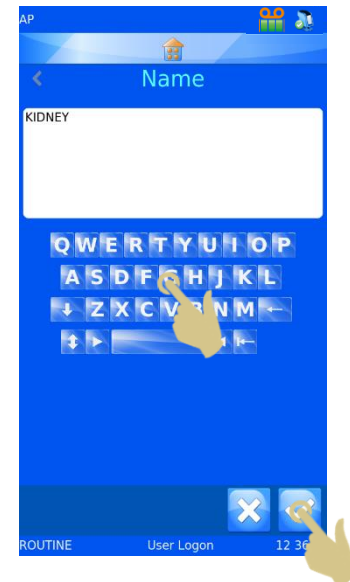 AP
Name
KIDNEY
Q W E R T Y U I O P
A S D F G H J K L
Z X C V B N M
ROUTINE User Logon 12 36